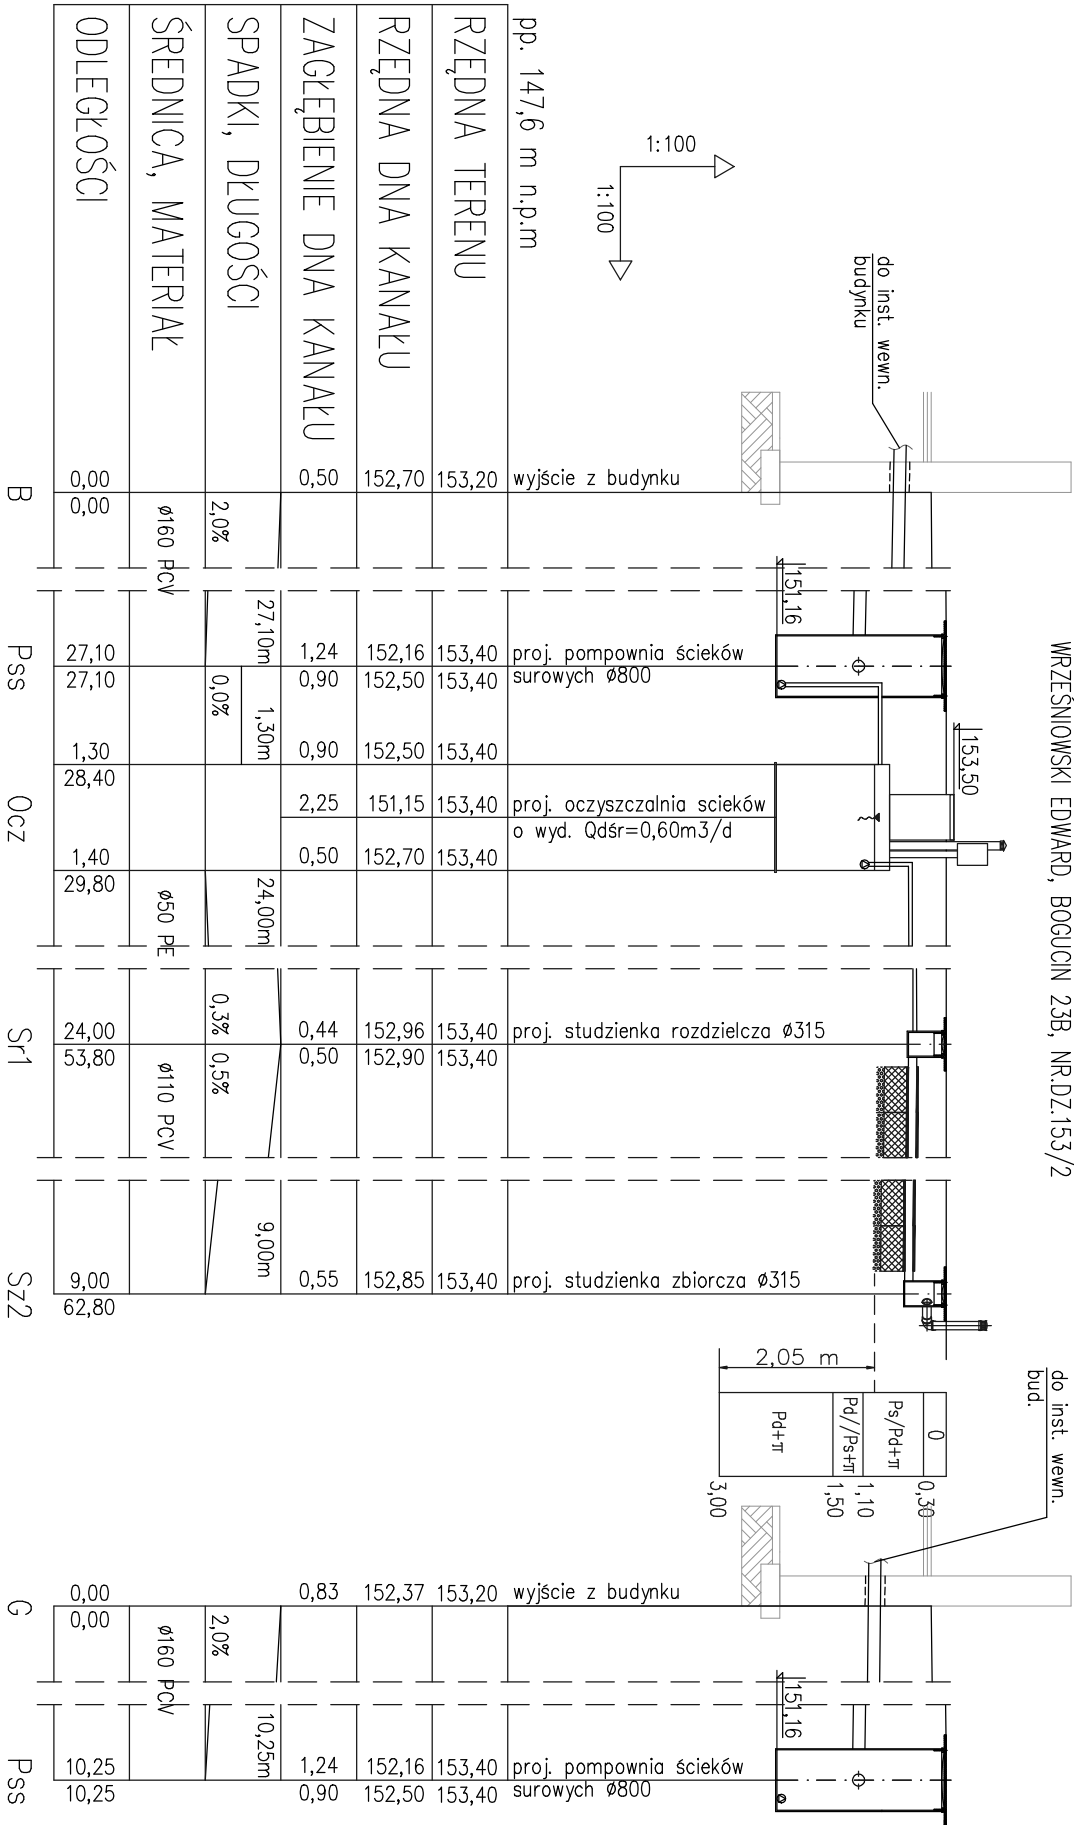 WRZEŚNIOWSKI EDWARD, BOGUCIN 23B, NR.DZ.153/2
do inst. wewn.
budynku
1:100
1:100
151,16
153,50
2,05 m
0
Ps/Pd+π
Pd//Ps+π
Pd+π
0,30
1,10
1,50
3,00
do inst. wewn.
bud.
151,16
pp. 147,6 m n.p.m
wyjście z budynku
proj. pompownia ścieków
surowych ø800
proj. oczyszczalnia scieków
o wyd. Qdśr=0,60m3/d
proj. studzienka rozdzielcza ø315
proj. studzienka zbiorcza ø315
wyjście z budynku
proj. pompownia ścieków
surowych ø800
RZĘDNA TERENU
153,20 153,40 153,40 153,40 153,40 153,40 153,40 153,40 153,40 153,20 153,40 153,40
RZĘDNA DNA KANAŁU
152,70 152,16 152,50 152,50 151,15 152,70 152,96 152,90 152,85 152,37 152,16 152,50
ZAGŁĘBIENIE DNA KANAŁU
0,50 1,24 0,90 0,90 2,25 0,50 0,44 0,50 0,55 0,83 1,24 0,90
SPADKI, DŁUGOŚCI
2,0% 27,10m 0,0% 1,30m 24,00m 0,3% 0,5% 9,00m 2,0% 10,25m
ŚREDNICA, MATERIAŁ
ø160 PCV ø50 PE ø110 PCV ø160 PCV
ODLEGŁOŚCI
0,00 27,10 1,30 1,40 24,00 9,00 0,00 10,25
0,00 27,10 28,40 29,80 53,80 62,80 0,00 10,25
B Pss Ocz Sr1 Sz2 G Pss